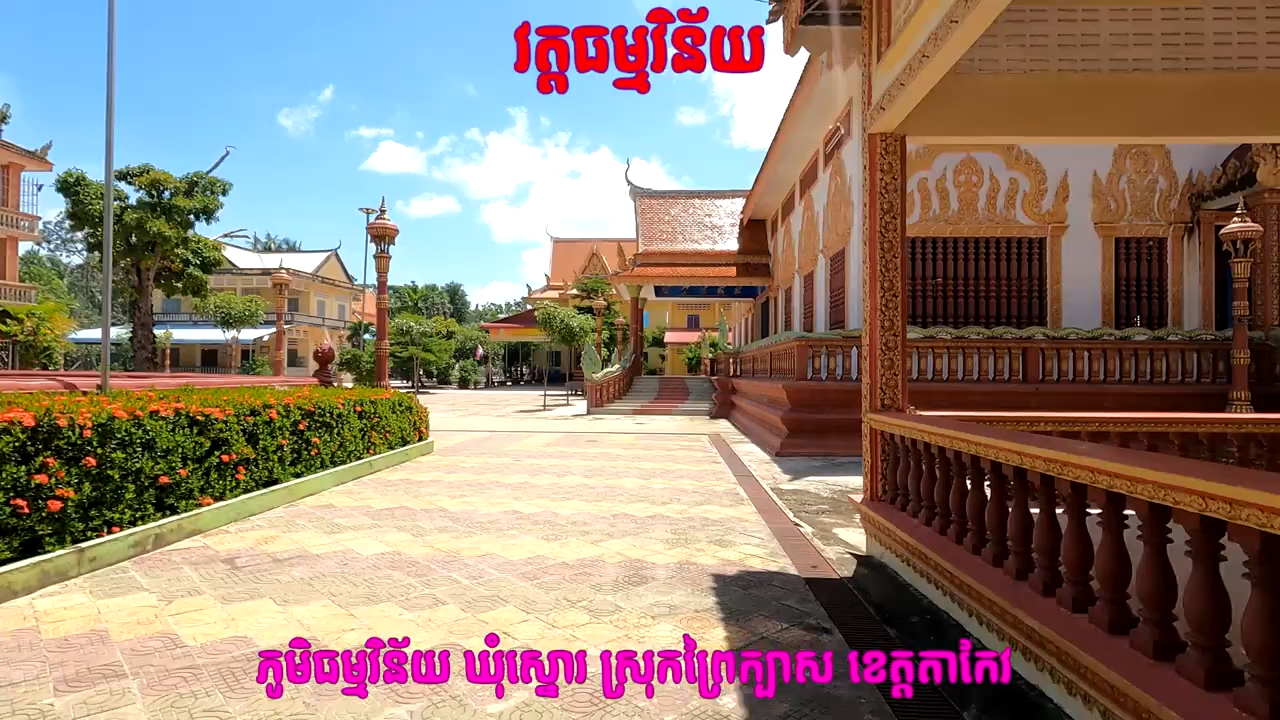 វត្តធម្មវិន័យ
ភូមិធម្មវិន័យ ឃុំស្នោរ ស្រុកព្រៃក្បាស ខេត្តតាកែវ